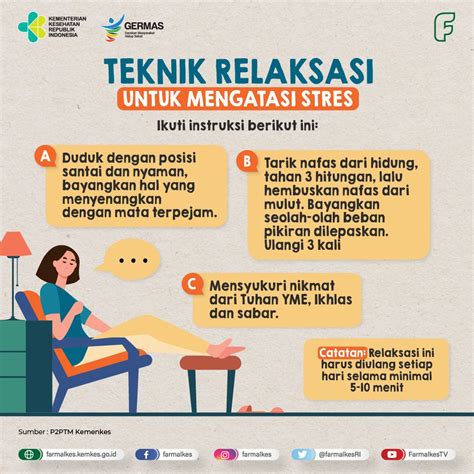 KEMENTERIAN
KESEHATAN
REPUBLIK
INDONESIA
GERMAS
Gerakan Masyarakat
Hidup Sehat
F
TEKNIK RELAKSASI
UNTUK MENGATASI STRES
Ikuti instruksi berikut ini:
A
Duduk dengan posisi
santai dan nyaman,
bayangkan hal yang
menyenangkan
dengan mata terpejam.
B
Tarik nafas dari hidung,
tahan 3 hitungan, lalu
hembuskan nafas dari
mulut. Bayangkan
seolah-olah beban
pikiran dilepaskan.
Ulangi 3 kali
...
C
Mensyukuri nikmat
dari Tuhan YME, Ikhlas
dan sabar.
Catatan: Relaksasi ini
harus diulang setiap
hari selama minimal
5-10 menit
Sumber : P2PTM Kemenkes
farmalkes.kemkes.go.id
farmalkes
farmalkes
@farmalkesRI
FarmalkesTV